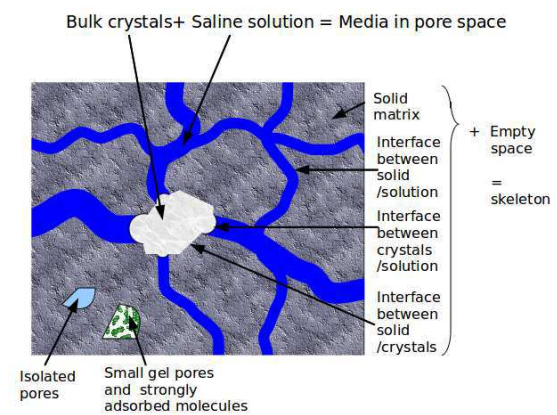 Bulk crystals+ Saline solution = Media in pore space
Solid
matrix
Interface
between
solid
/solution
Interface
between
crystals
/solution
Interface
between
solid
/crystals
+ Empty
space
=
skeleton
Isolated
pores
Small gel pores
and strongly
adsorbed molecules